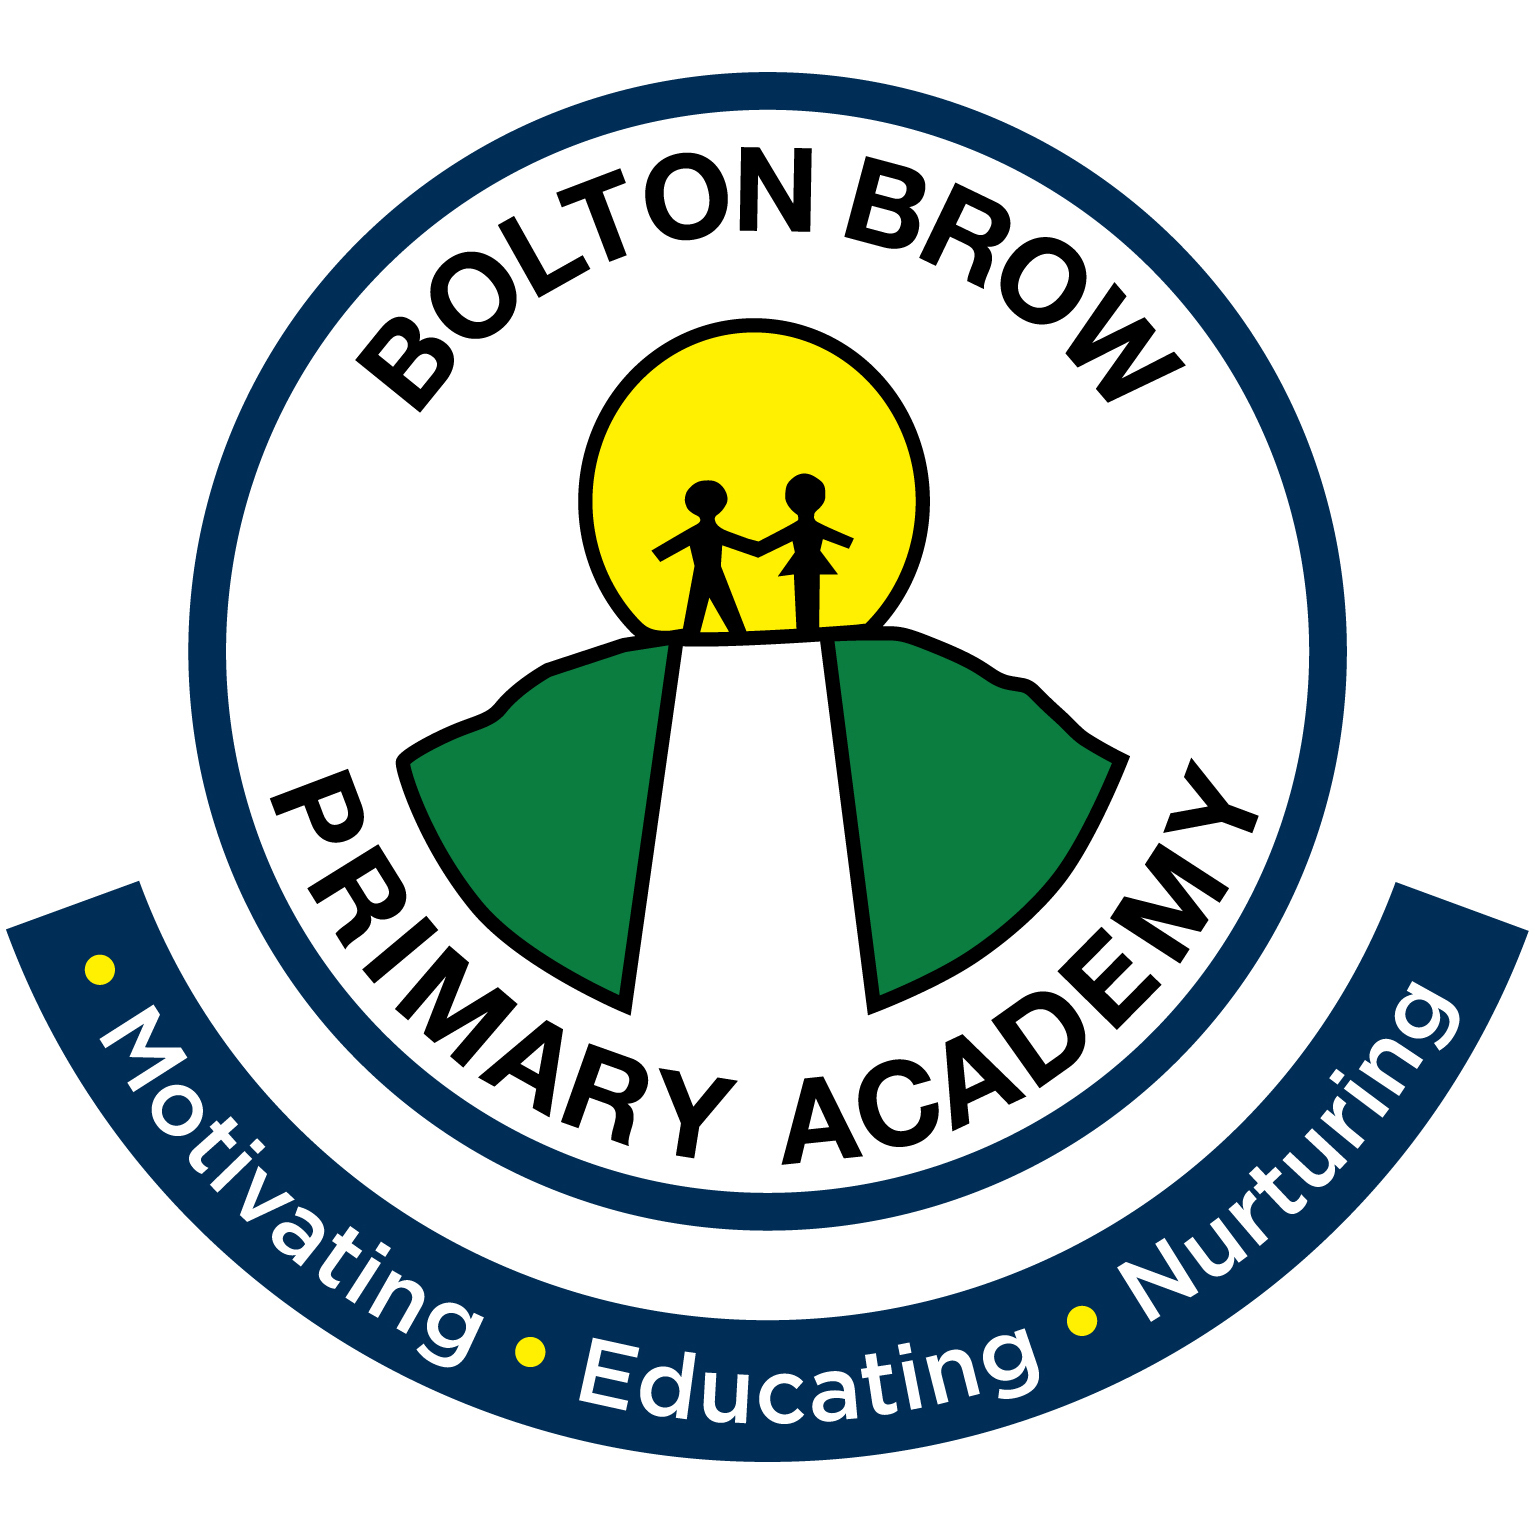 BOLTON BROW
PRIMARY ACADEMY
• Motivating • Educating • Nurturing